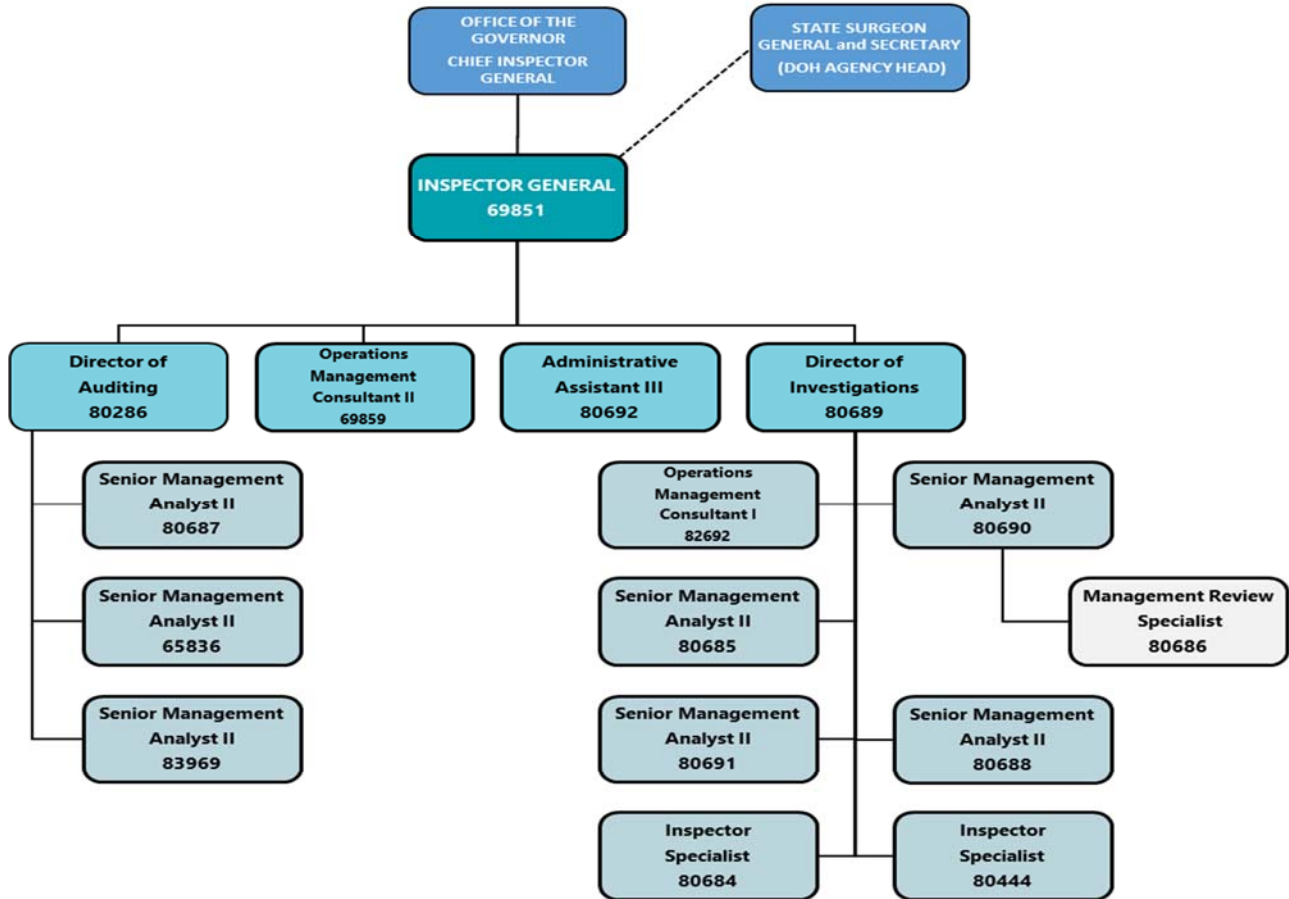 OFFICE OF THE
GOVERNOR
CHIEF INSPECTOR
GENERAL
STATE SURGEON
GENERAL and SECRETARY
(DOH AGENCY HEAD)
INSPECTOR GENERAL
69851
Director of
Auditing
80286
Operations
Management
Consultant II
69859
Administrative
Assistant III
80692
Director of
Investigations
80689
Senior Management
Analyst II
80687
Operations
Management
Consultant I
82692
Senior Management
Analyst II
80690
Senior Management
Analyst II
65836
Senior Management
Analyst II
80685
Management Review
Specialist
80686
Senior Management
Analyst II
83969
Senior Management
Analyst II
80691
Senior Management
Analyst II
80688
Inspector
Specialist
80684
Inspector
Specialist
80444